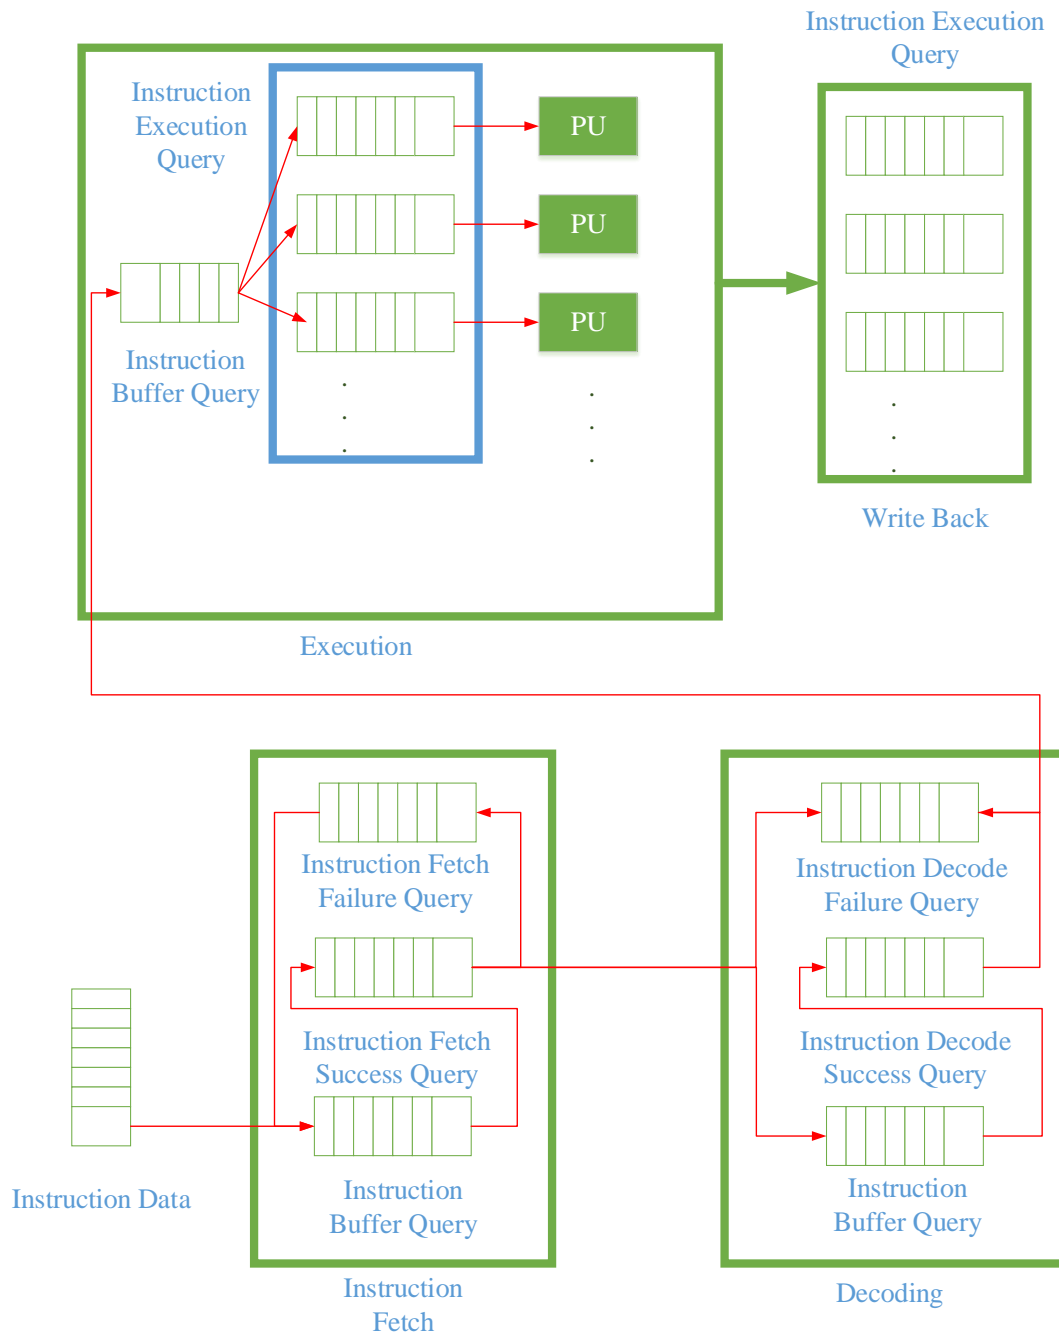 Instruction Execution
Query
Instruction
Execution
Query
PU
PU
PU
Instruction
Buffer Query
Write Back
Execution
Instruction Fetch
Failure Query
Instruction Decode
Failure Query
Instruction Fetch
Success Query
Instruction Decode
Success Query
Instruction Data
Instruction
Buffer Query
Instruction
Buffer Query
Instruction
Fetch
Decoding